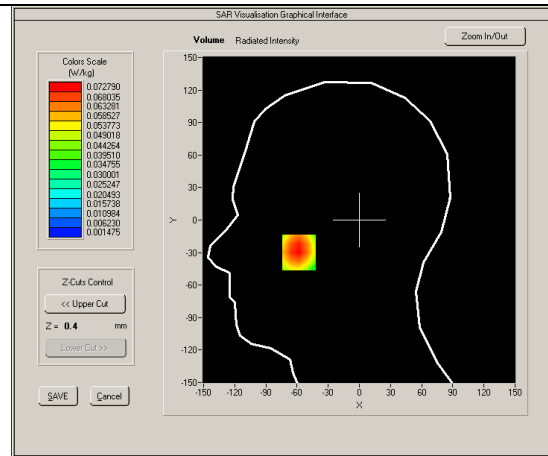 SAR Visualisation Graphical Interface
Volume Radiated Intensity
Zoom In/Out
Colors Scale
(W/kg)
0.072790
0.068035
0.063281
0.058527
0.053773
0.049018
0.044264
0.039510
0.034755
0.030001
0.025247
0.020493
0.015738
0.010984
0.006230
0.001475
Z-Cuts Control
<< Upper Cut
Z = 0.4 mm
Lower Cut >>
SAVE Cancel
Y
150-
120-
90-
60-
30-
0-
-30-
-60-
-90-
-120-
-150-
-150 -120 -90 -60 -30 0 30 60 90 120 150
X